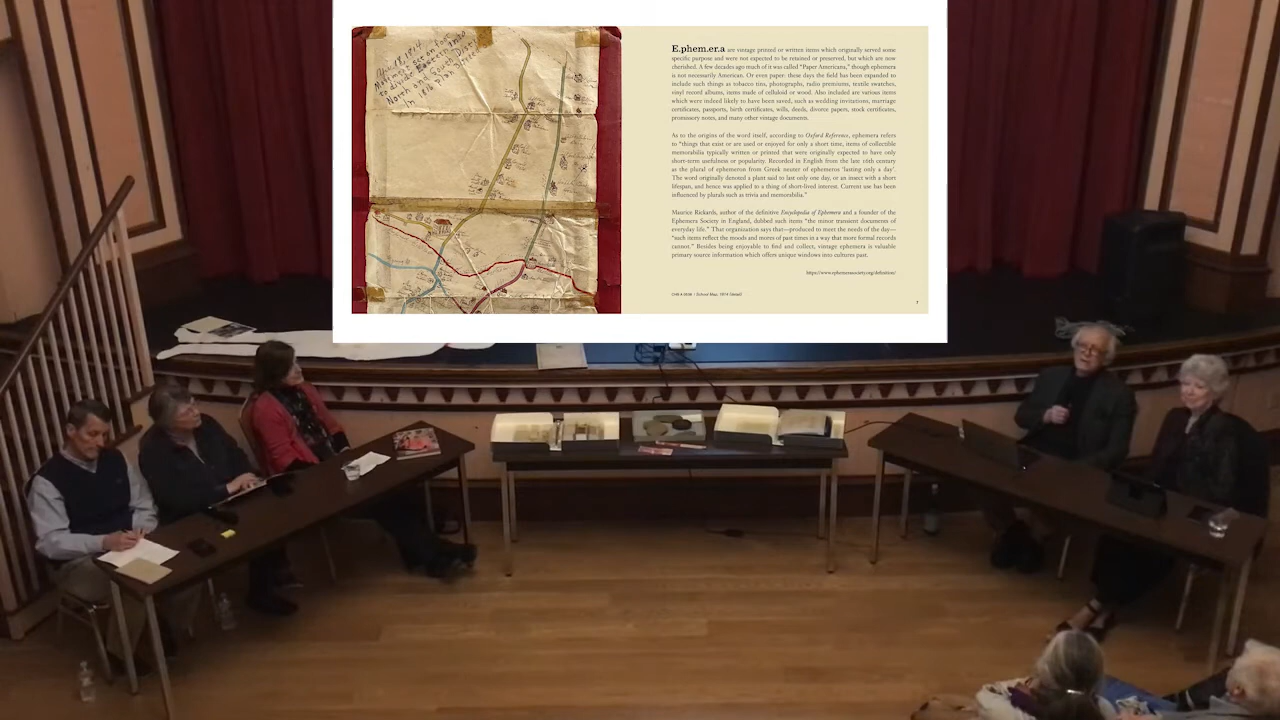 April 8, 1914
North
E.phem.er.a are vintage printed or written items which originally served some
specific purpose and were not expected to be retained or preserved, but which are now
cherished. A few decades ago much of it was called "Paper Americana," though ephemera
is not necessarily American. Or even paper: these days the field has been expanded to
include such things as tobacco tins, photographs, radio premiums, textile swatches,
vinyl record albums, items made of celluloid or wood. Also included are various items
which were indeed likely to have been saved, such as wedding invitations, marriage
certificates, passports, birth certificates, wills, deeds, divorce papers, stock certificates,
promissory notes, and many other vintage documents.
As to the origins of the word itself, according to Oxford Reference, ephemera refers
to "things that exist or are used or enjoyed for only a short time, items of collectible
memorabilia typically written or printed that were originally expected to have only
short-term usefulness or popularity. Recorded in English from the late 16th century
as the plural of ephemeron from Greek neuter of ephemeros 'lasting only a day'.
The word originally denoted a plant said to last only one day, or an insect with a short
lifespan, and hence was applied to a thing of short-lived interest. Current use has been
influenced by plurals such as trivia and memorabilia."
Maurice Rickards, author of the definitive Encyclopedia of Ephemera and a founder of the
Ephemera Society in England, dubbed such items "the minor transient documents of
everyday life." That organization says that—produced to meet the needs of the day—
"such items reflect the moods and mores of past times in a way that more formal records
cannot." Besides being enjoyable to find and collect, vintage ephemera is valuable
primary source information which offers unique windows into cultures past.
https://www.ephemerasociety.org/definition/
School Map, 1914 (detail)
7